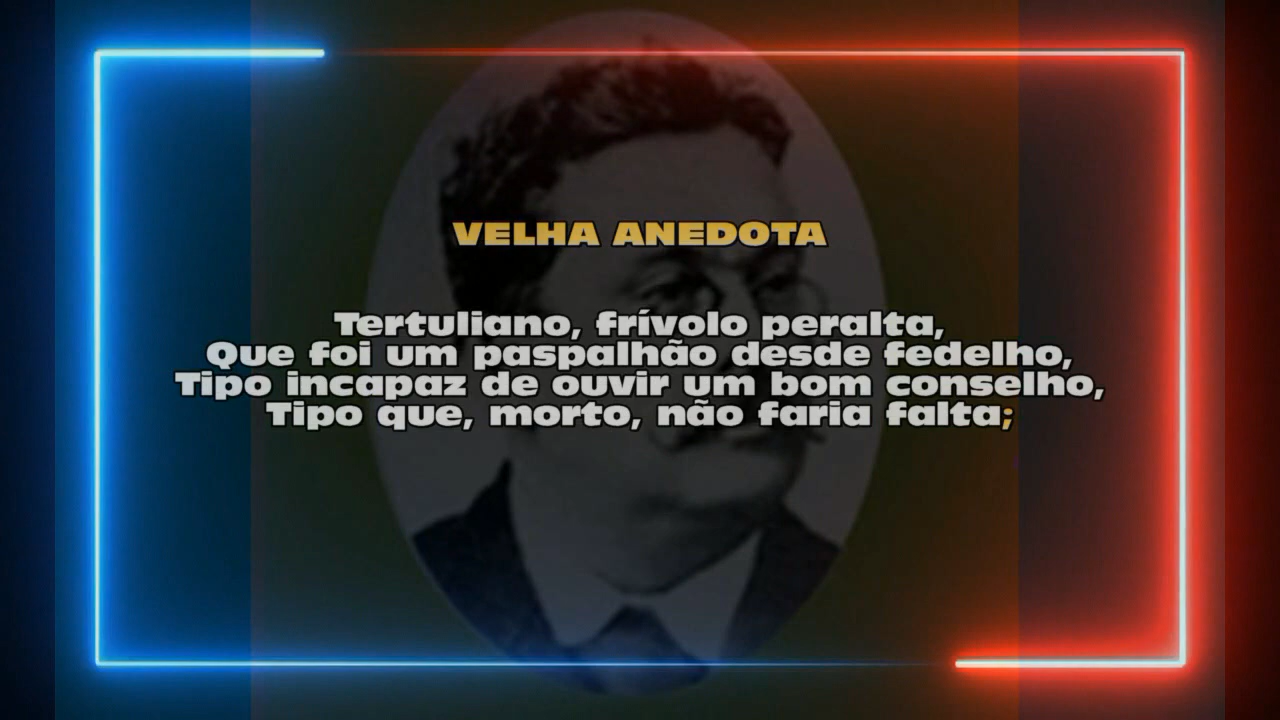 VELHA ANEDOTA
Tertuliano, frívolo peralta,
Que foi um paspalhão desde fedelho,
Tipo incapaz de ouvir um bom conselho,
Tipo que, morto, não faria falta;